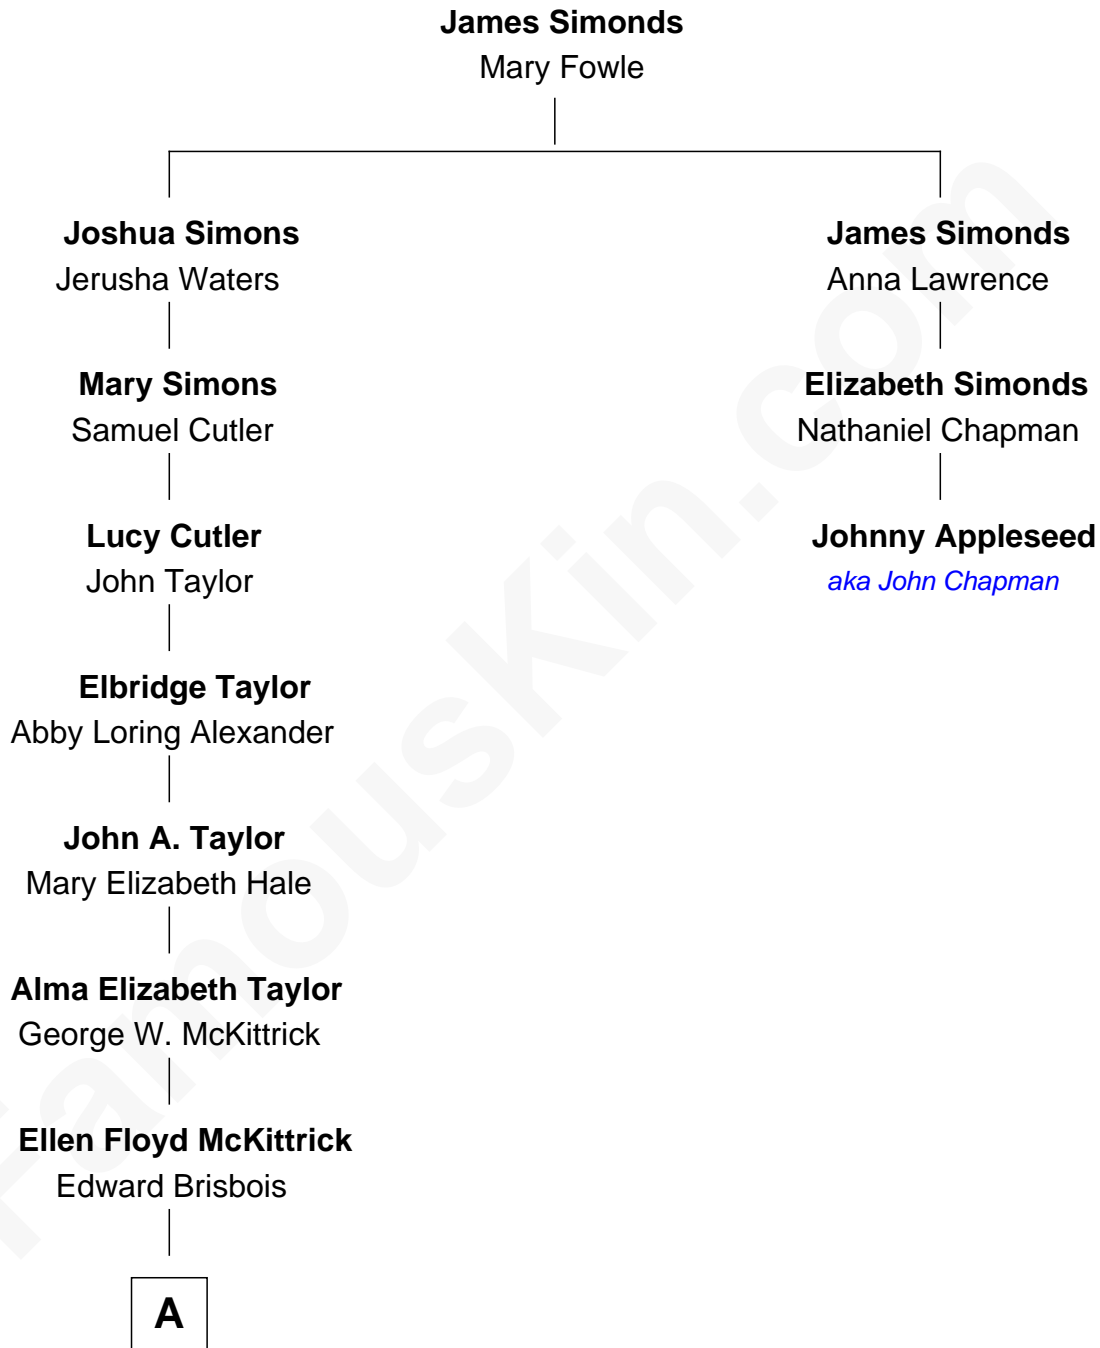 James Simonds
Mary Fowle
Joshua Simons
Jerusha Waters
James Simonds
Anna Lawrence
Mary Simons
Samuel Cutler
Elizabeth Simonds
Nathaniel Chapman
Lucy Cutler
John Taylor
Johnny Appleseed
aka John Chapman
Elbridge Taylor
Abby Loring Alexander
John A. Taylor
Mary Elizabeth Hale
Alma Elizabeth Taylor
George W. McKittrick
Ellen Floyd McKittrick
Edward Brisbois
A
FamousKin.com